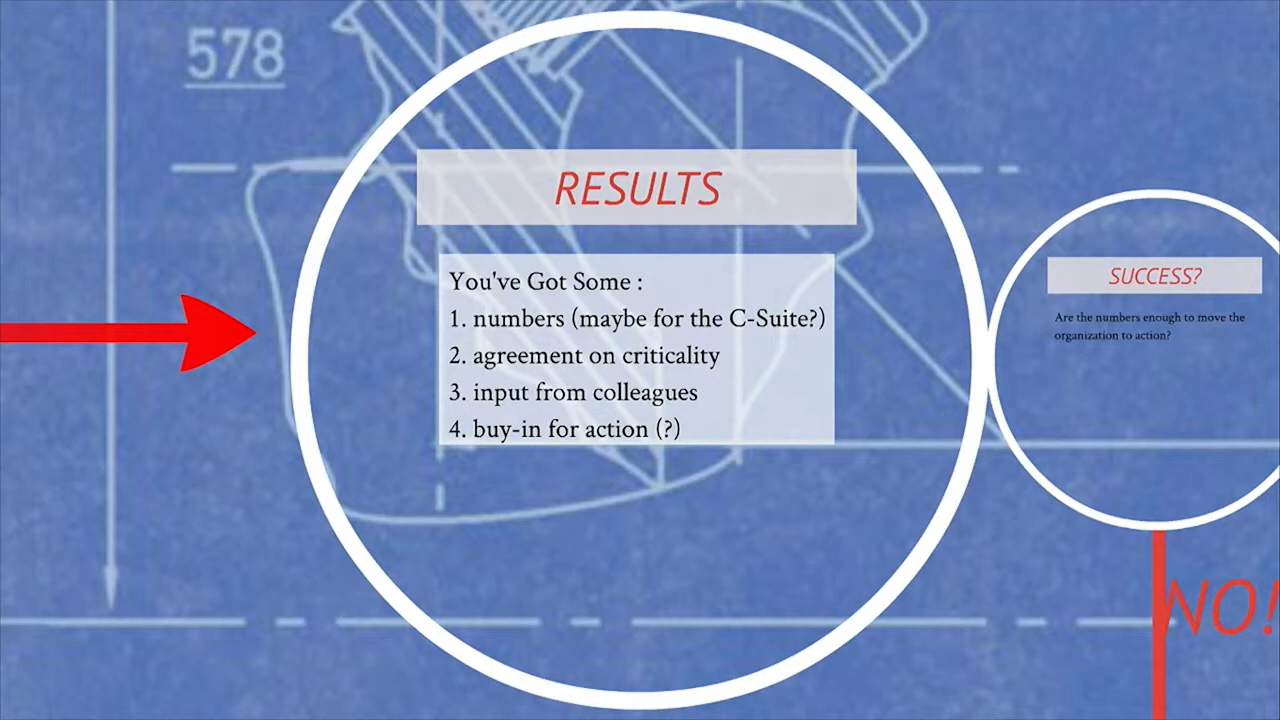 578
RESULTS
You've Got Some :
1. numbers (maybe for the C-Suite?)
2. agreement on criticality
3. input from colleagues
4. buy-in for action (?)
SUCCESS?
Are the numbers enough to move the
organization to action?
NO!